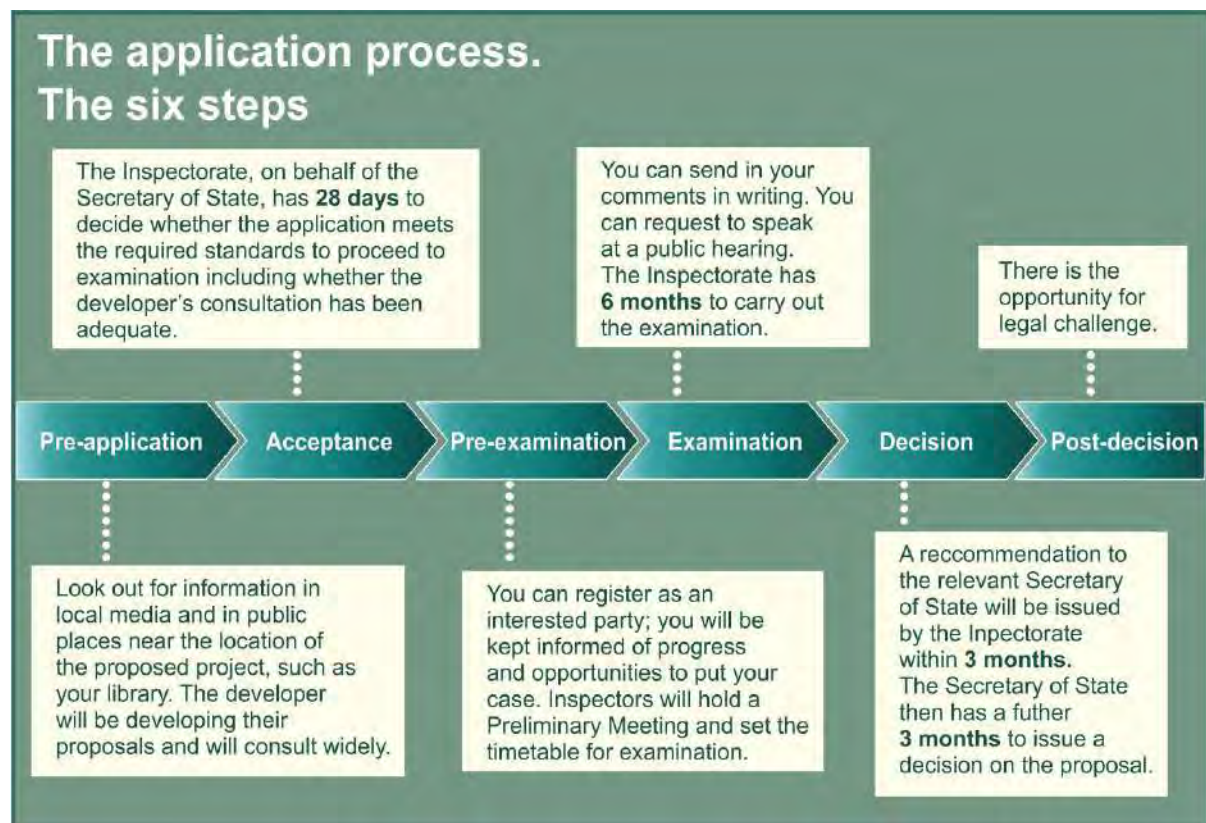 The application process.
The six steps
The Inspectorate, on behalf of the
Secretary of State, has 28 days to
decide whether the application meets
the required standards to proceed to
examination including whether the
developer's consultation has been
adequate.
You can send in your
comments in writing. You
can request to speak
at a public hearing.
The Inspectorate has
6 months to carry out
the examination.
There is the
opportunity for
legal challenge.
Pre-application
Acceptance
Pre-examination
Examination
Decision
Post-decision
Look out for information in
local media and in public
places near the location of
the proposed project, such as
your library. The developer
will be developing their
proposals and will consult widely.
You can register as an
interested party; you will be
kept informed of progress
and opportunities to put your
case. Inspectors will hold a
Preliminary Meeting and set the
timetable for examination.
A reccommendation to
the relevant Secretary
of State will be issued
by the Inpectorate
within 3 months.
The Secretary of State
then has a futher
3 months to issue a
decision on the proposal.